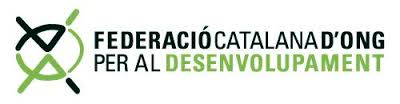 FEDERACIÓ CATALANA D'ONG
PER AL DESENVOLUPAMENT